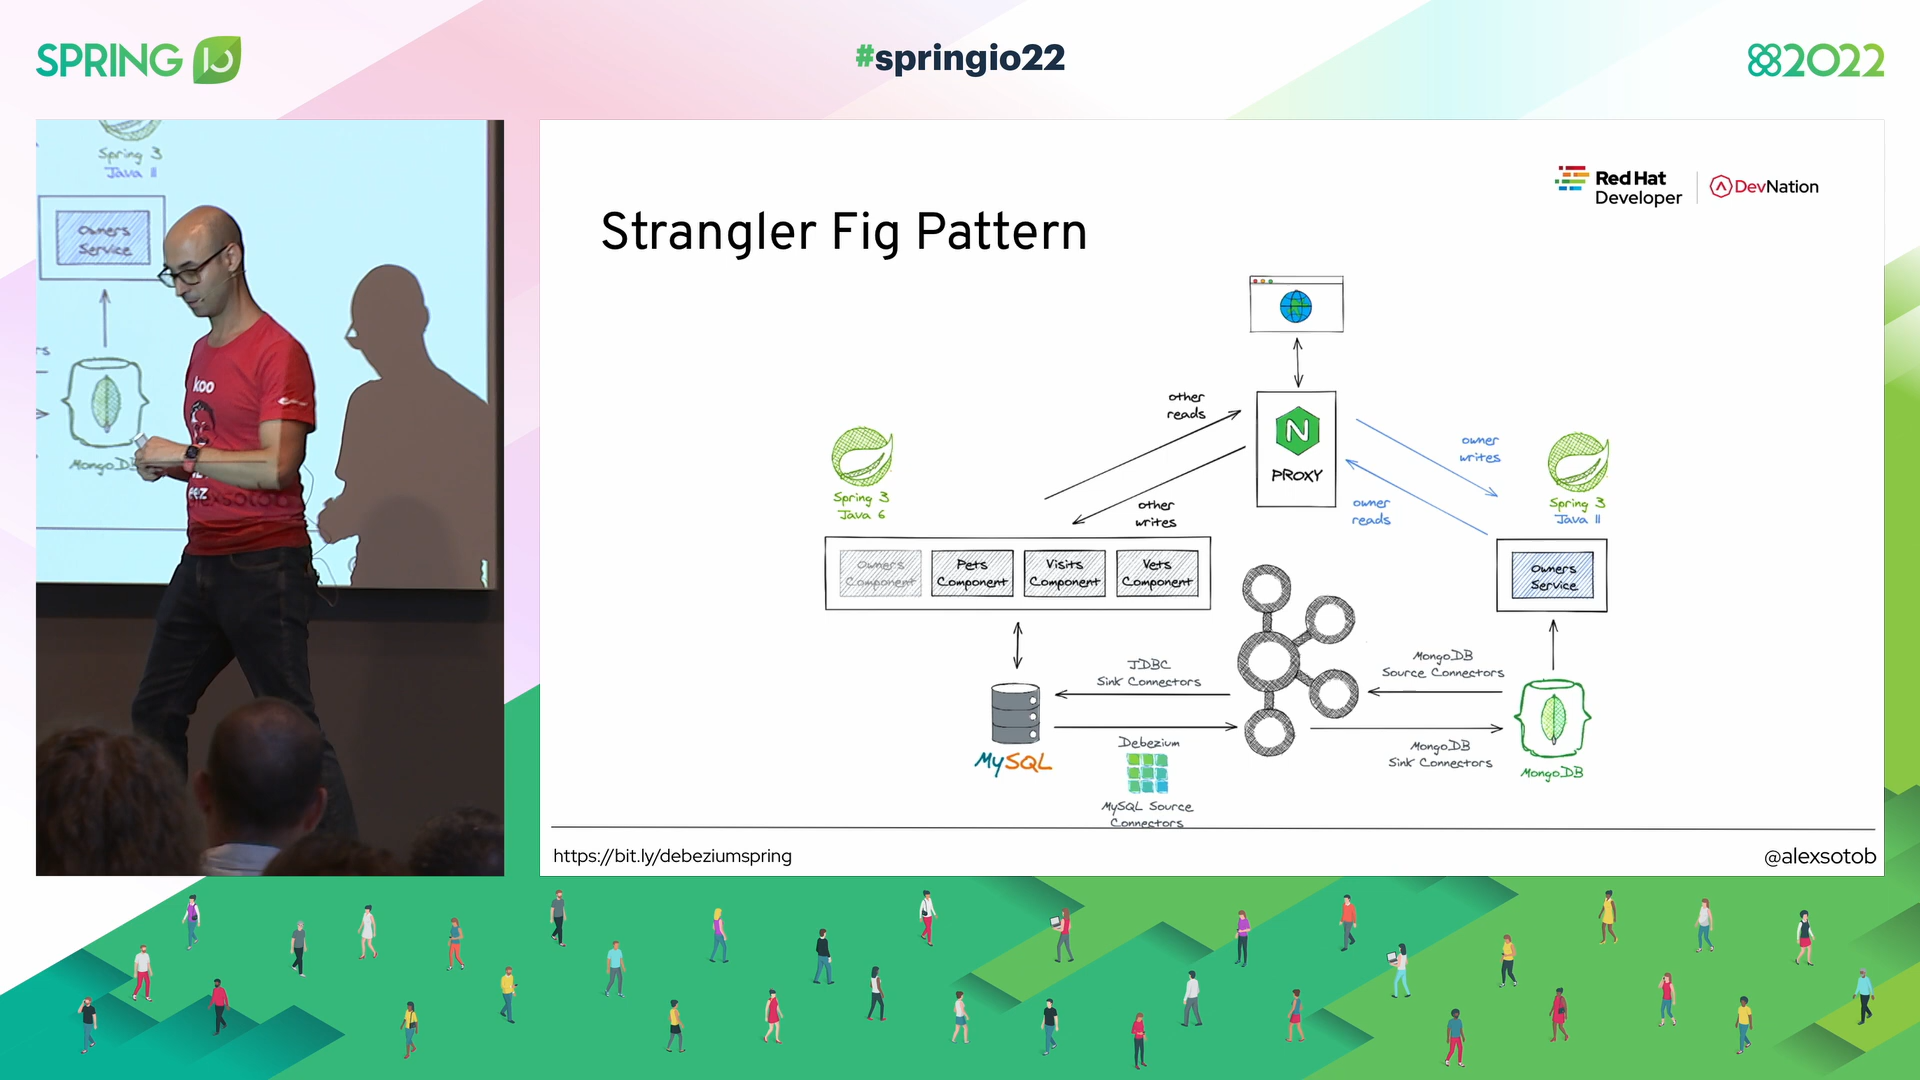 SPRING IO
#springio22
2022
Spring 3
Java 11
Owners
Service
MongoDB
koo
eez
Red Hat
Developer
DevNation
Strangler Fig Pattern
other
reads
owner
writes
N
PROXY
Spring 3
Java 6
other
writes
owner
reads
Spring 3
Java 11
Owners
Component
Pets
Component
Visits
Component
Vets
Component
Owners
Service
JDBC
Sink Connectors
MongoDB
Source Connectors
MySQL
Debezium
MySQL Source
Connectors
MongoDB
Sink Connectors
MongoDB
https://bit.ly/debeziumspring
@alexsotob